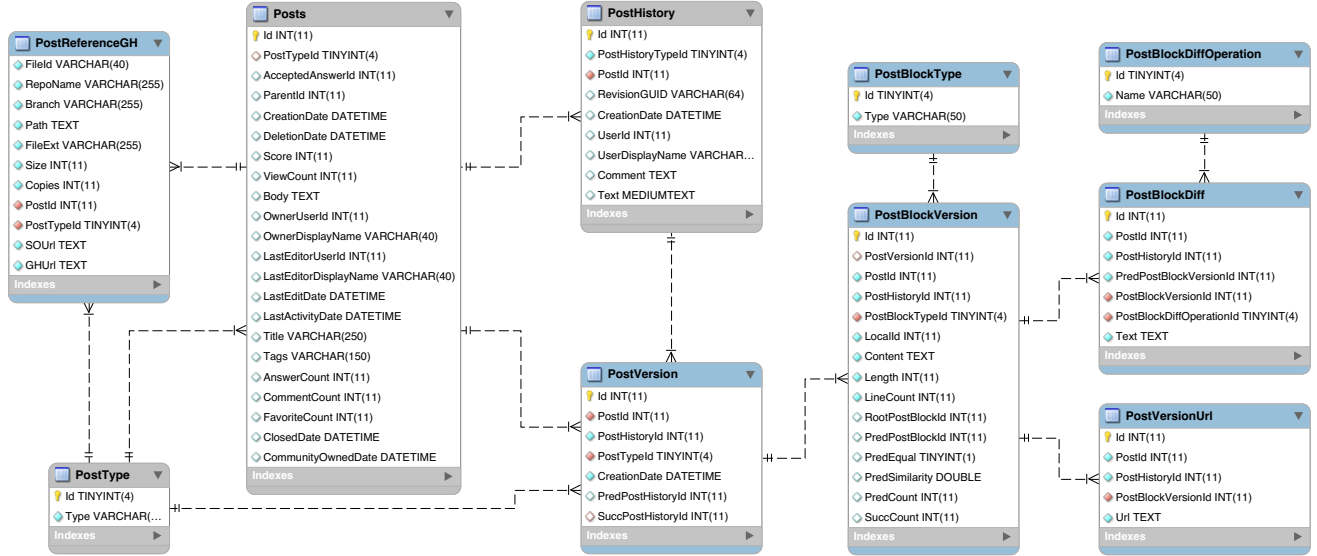 PostReferenceGH
FileId VARCHAR(40)
RepoName VARCHAR(255)
Branch VARCHAR(255)
Path TEXT
FileExt VARCHAR(255)
Size INT(11)
Copies INT(11)
PostId INT(11)
PostTypeId TINYINT(4)
SOUrl TEXT
GHUrl TEXT
Indexes
PostType
Id TINYINT(4)
Type VARCHAR(…
Indexes
Posts
Id INT(11)
PostTypeId TINYINT(4)
AcceptedAnswerId INT(11)
ParentId INT(11)
CreationDate DATETIME
DeletionDate DATETIME
Score INT(11)
ViewCount INT(11)
Body TEXT
OwnerUserId INT(11)
OwnerDisplayName VARCHAR(40)
LastEditorUserId INT(11)
LastEditorDisplayName VARCHAR(40)
LastEditDate DATETIME
LastActivityDate DATETIME
Title VARCHAR(250)
Tags VARCHAR(150)
AnswerCount INT(11)
CommentCount INT(11)
FavoriteCount INT(11)
ClosedDate DATETIME
CommunityOwnedDate DATETIME
Indexes
PostHistory
Id INT(11)
PostHistoryTypeId TINYINT(4)
PostId INT(11)
RevisionGUID VARCHAR(64)
CreationDate DATETIME
UserId INT(11)
UserDisplayName VARCHAR…
Comment TEXT
Text MEDIUMTEXT
Indexes
PostVersion
Id INT(11)
PostId INT(11)
PostHistoryId INT(11)
PostTypeId TINYINT(4)
CreationDate DATETIME
PredPostHistoryId INT(11)
SuccPostHistoryId INT(11)
Indexes
PostBlockType
Id TINYINT(4)
Type VARCHAR(50)
Indexes
PostBlockVersion
Id INT(11)
PostVersionId INT(11)
PostId INT(11)
PostHistoryId INT(11)
PostBlockTypeId TINYINT(4)
LocalId INT(11)
Content TEXT
Length INT(11)
LineCount INT(11)
RootPostBlockId INT(11)
PredPostBlockId INT(11)
PredEqual TINYINT(1)
PredSimilarity DOUBLE
PredCount INT(11)
SuccCount INT(11)
Indexes
PostBlockDiffOperation
Id TINYINT(4)
Name VARCHAR(50)
Indexes
PostBlockDiff
Id INT(11)
PostId INT(11)
PostHistoryId INT(11)
PredPostBlockVersionId INT(11)
PostBlockVersionId INT(11)
PostBlockDiffOperationId TINYINT(4)
Text TEXT
Indexes
PostVersionUrl
Id INT(11)
PostId INT(11)
PostHistoryId INT(11)
PostBlockVersionId INT(11)
Url TEXT
Indexes